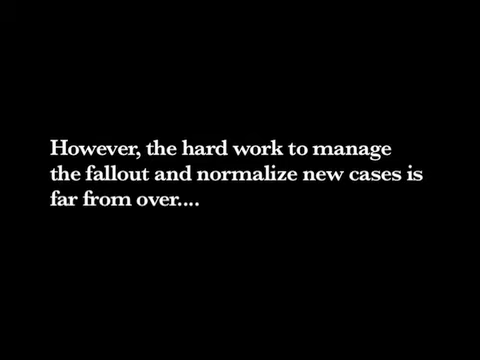 However, the hard work to manage
the fallout and normalize new cases is
far from over....